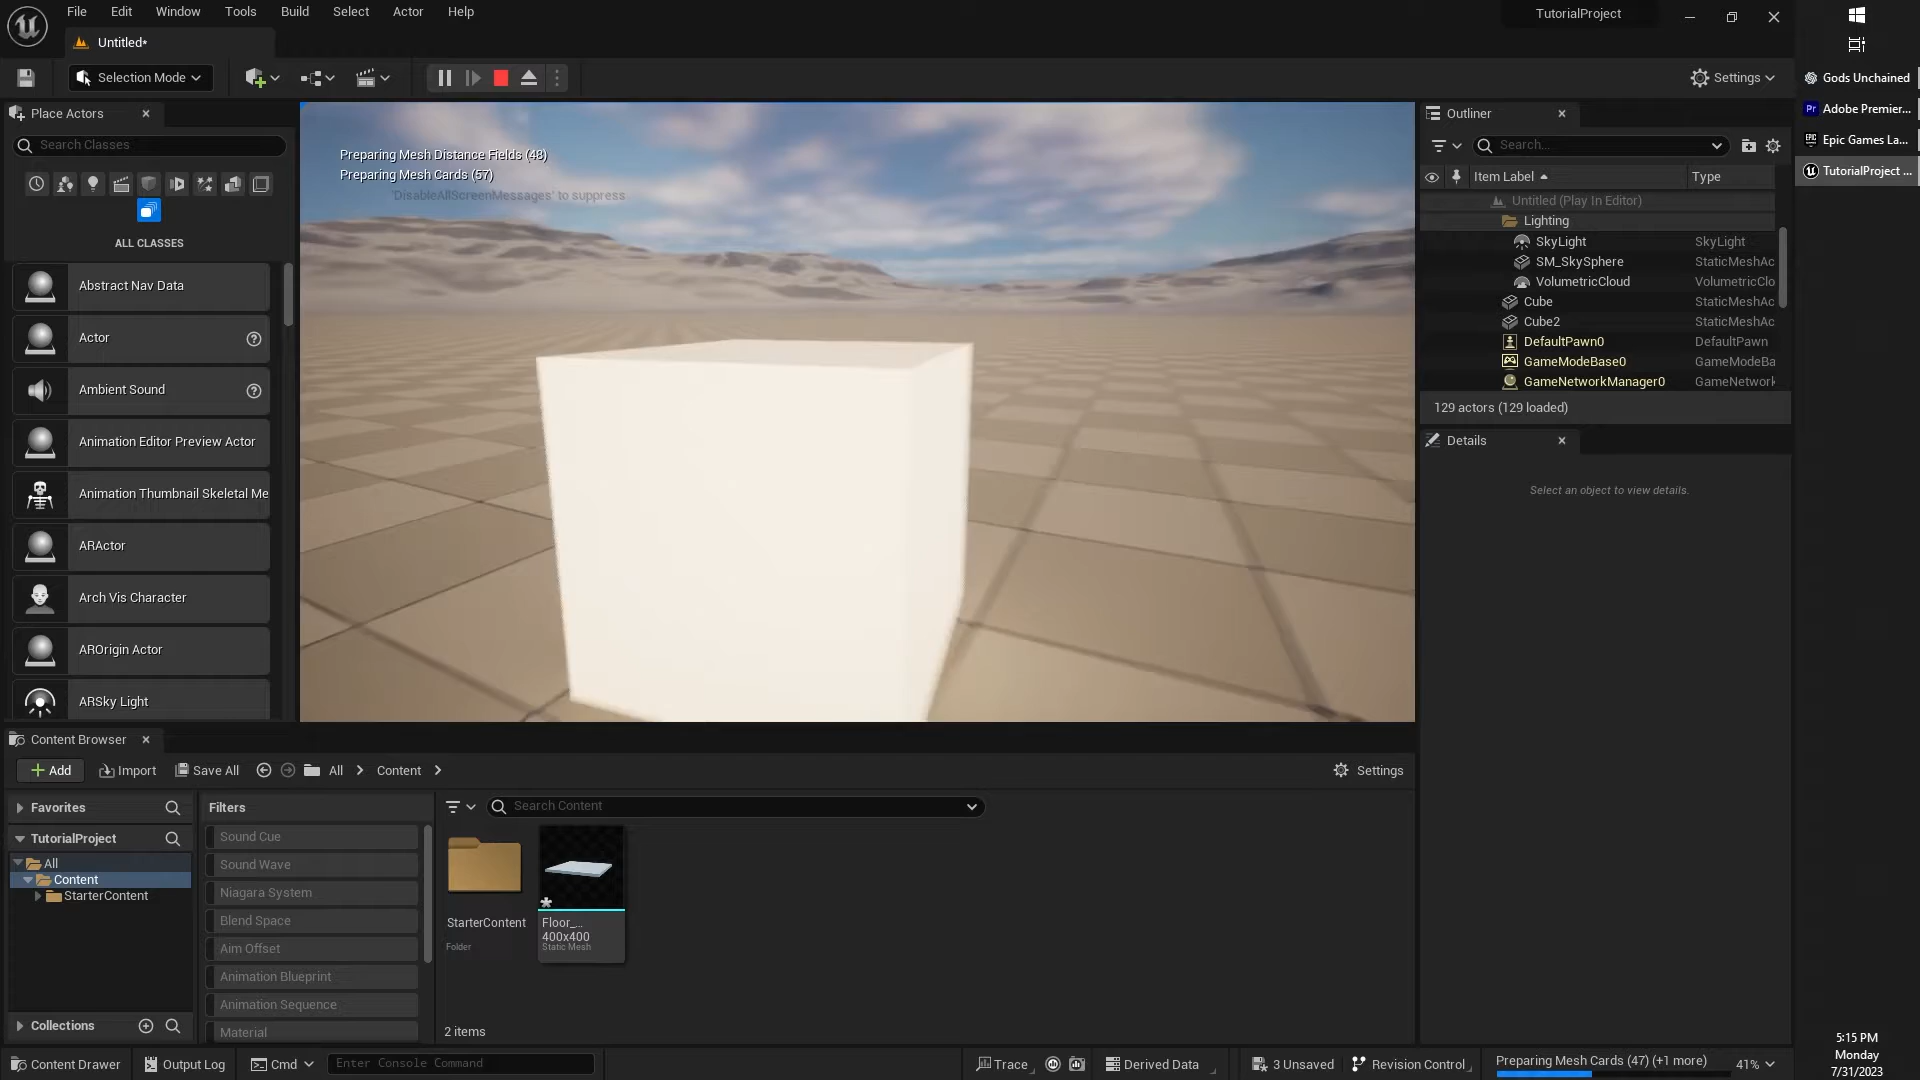 File Edit Window Tools Build Select Actor Help
TutorialProject
Untitled*
Selection Mode
Settings
Gods Unchained
Pr Adobe Premier...
EPIC Epic Games La...
TutorialProject ...
Place Actors
Search Classes
ALL CLASSES
Abstract Nav Data
Actor
Ambient Sound
Animation Editor Preview Actor
Animation Thumbnail Skeletal Me
ARActor
Arch Vis Character
AROrigin Actor
ARSky Light
Preparing Mesh Distance Fields (48)
Preparing Mesh Cards (57)
'DisableAllScreenMessages' to suppress
Outliner
Search...
Item Label Type
Untitled (Play In Editor)
Lighting
SkyLight SkyLight
SM_SkySphere StaticMeshAc
VolumetricCloud VolumetricClo
Cube StaticMeshAc
Cube2 StaticMeshAc
DefaultPawn0 DefaultPawn
GameModeBase0 GameModeBa
GameNetworkManager0 GameNetwork
129 actors (129 loaded)
Details
Select an object to view details.
Content Browser
Add Import Save All All Content Settings
Favorites
TutorialProject
All
Content
StarterContent
Collections
Filters
Sound Cue
Sound Wave
Niagara System
Blend Space
Aim Offset
Animation Blueprint
Animation Sequence
Material
Search Content
StarterContent
Folder
Floor_...
400x400
Static Mesh
2 items
Content Drawer Output Log Cmd Enter Console Command Trace Derived Data 3 Unsaved Revision Control Preparing Mesh Cards (47) (+1 more) 41%
5:15 PM
Monday
7/31/2023